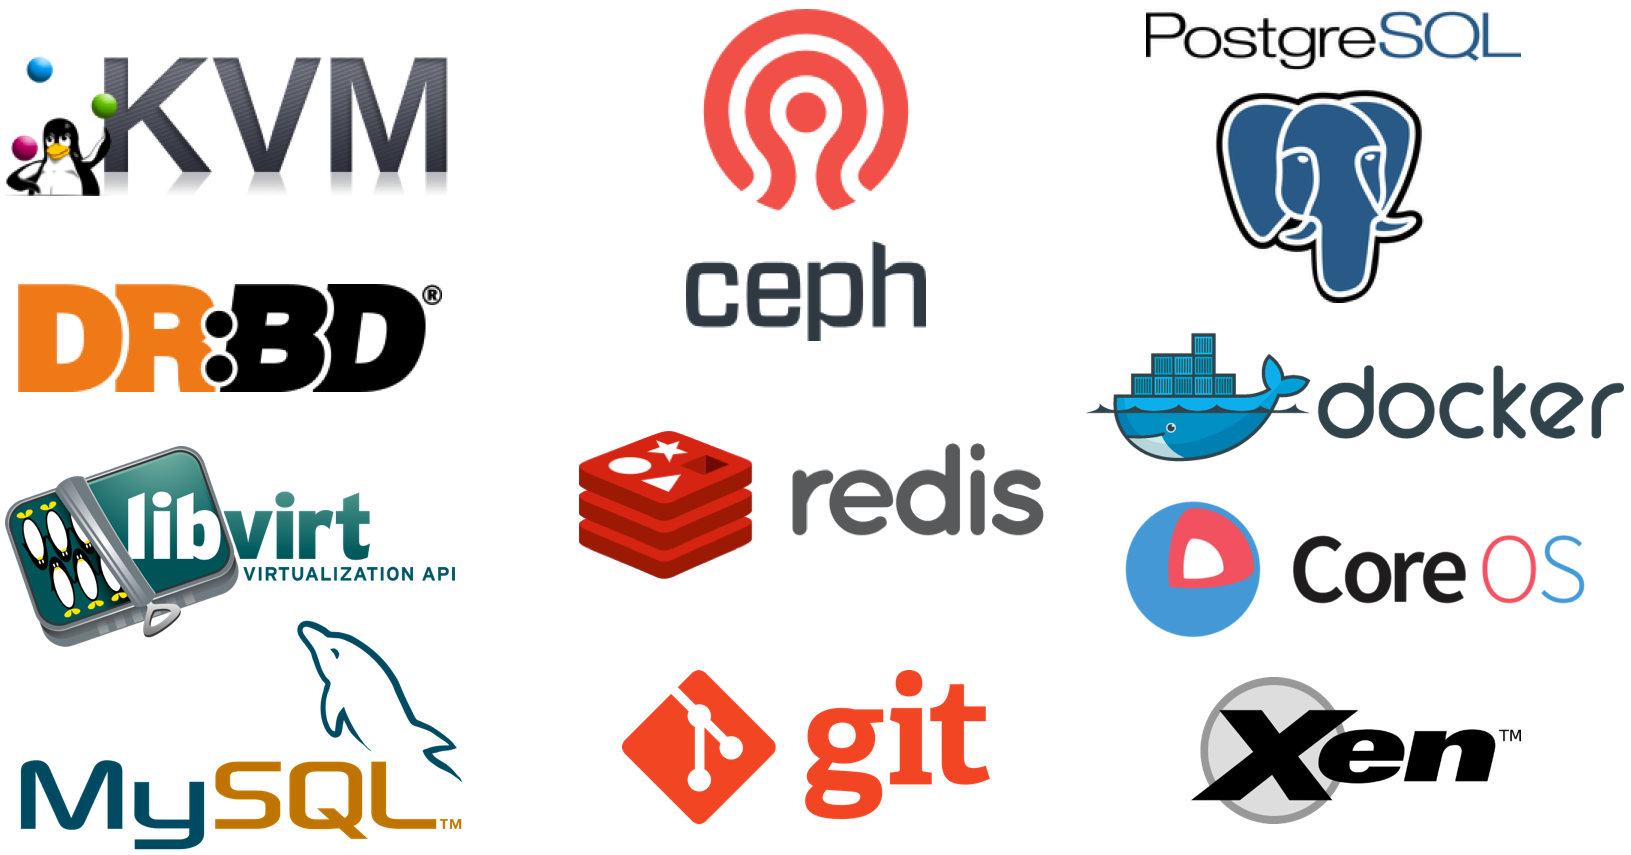 KVM
DR:BD®
libvirt
VIRTUALIZATION API
MySQL™
ceph
redis
git
PostgreSQL
docker
Core OS
Xen™